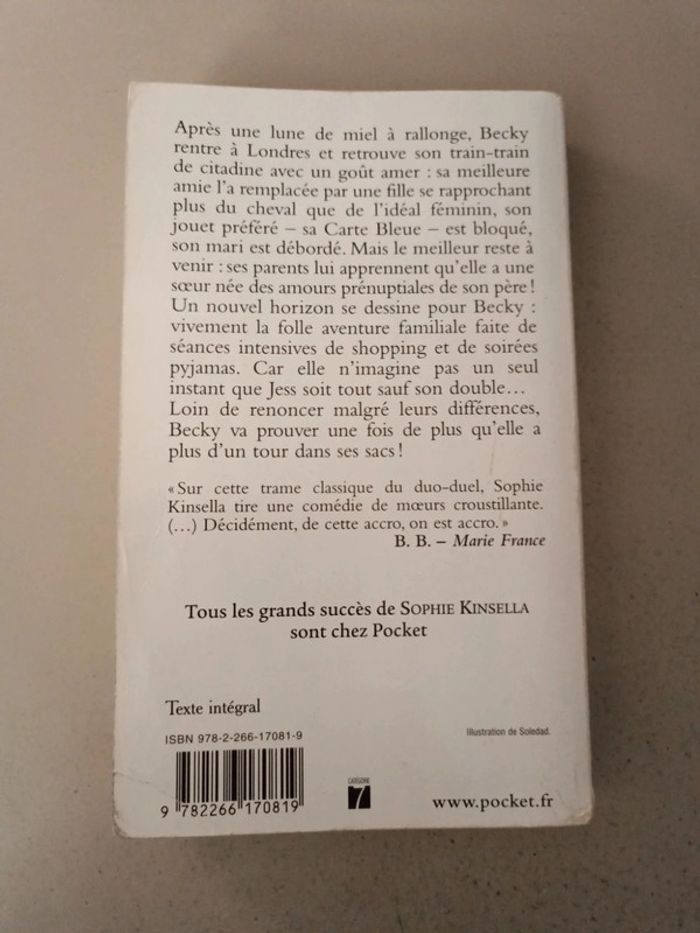 Après une lune de miel à rallonge, Becky
rentre à Londres et retrouve son train-train
de citadine avec un goût amer : sa meilleure
amie l'a remplacée par une fille se rapprochant
plus du cheval que de l'idéal féminin, son
jouet préféré – sa Carte Bleue – est bloqué,
son mari est débordé. Mais le meilleur reste à
venir : ses parents lui apprennent qu'elle a une
sœur née des amours prénuptiales de son père !
Un nouvel horizon se dessine pour Becky :
vivement la folle aventure familiale faite de
séances intensives de shopping et de soirées
pyjamas. Car elle n'imagine pas un seul
instant que Jess soit tout sauf son double…
Loin de renoncer malgré leurs différences,
Becky va prouver une fois de plus qu'elle a
plus d'un tour dans ses sacs !
« Sur cette trame classique du duo-duel, Sophie
Kinsella tire une comédie de mœurs croustillante.
(…) Décidément, de cette accro, on est accro. »
B. B. – Marie France
Tous les grands succès de SOPHIE KINSELLA
sont chez Pocket
Texte intégral
ISBN 978-2-266-17081-9
Illustration de Soledad.
9 782266 170819
CATÉGORIE
7
www.pocket.fr